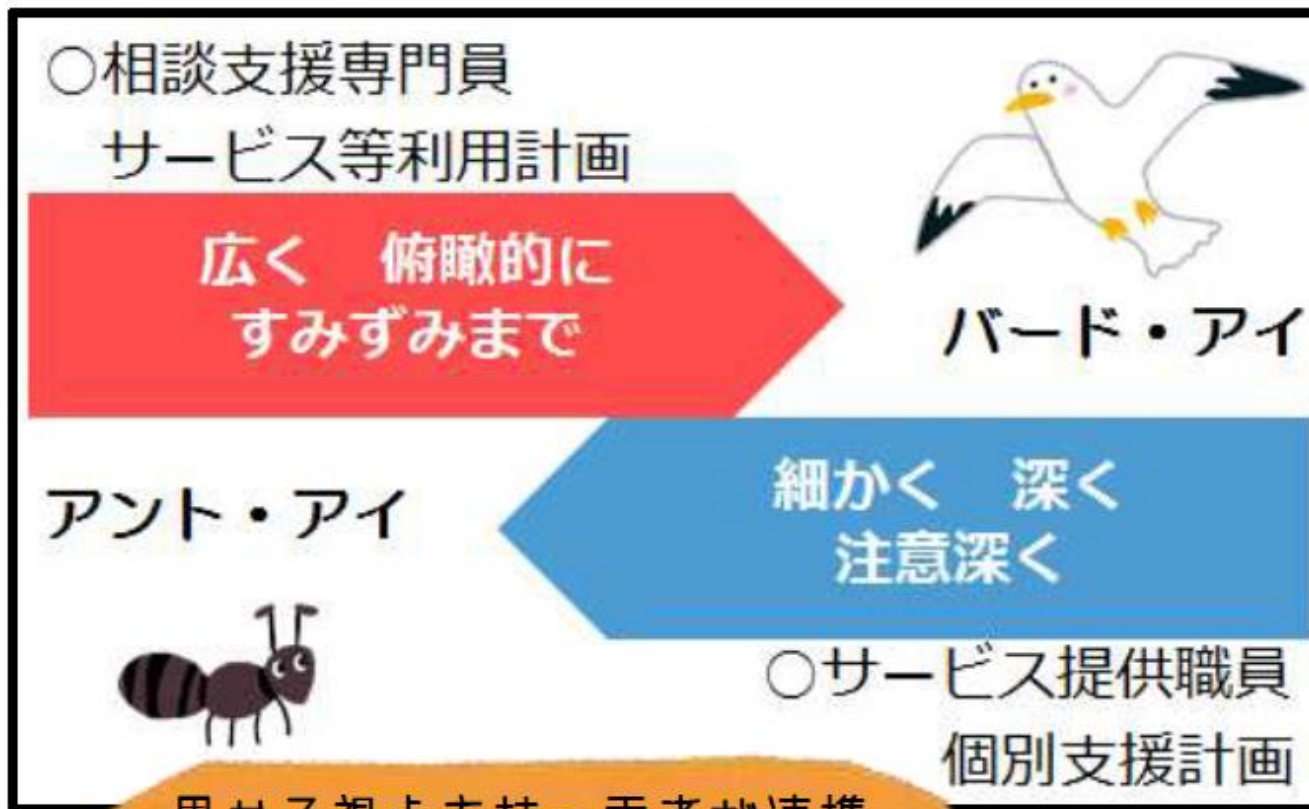 ○相談支援専門員
サービス等利用計画
広く　俯瞰的に
すみずみまで
バード・アイ
アント・アイ
細かく　深く
注意深く
○サービス提供職員
個別支援計画